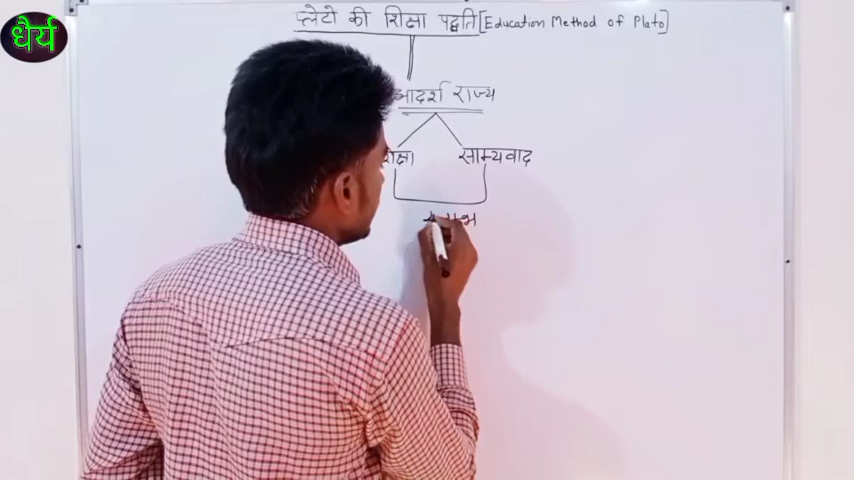 धैर्य
प्लेटो की शिक्षा पद्धति [Education Method of Plato]
आदर्श राज्य
शिक्षा साम्यवाद